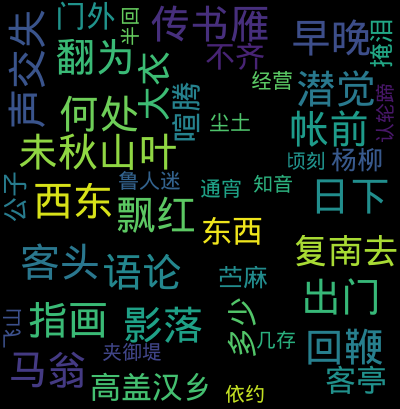 门外
半回
传书雁
早晚
掩泪
声交失
翻为
不齐
大衣
经营
潜觉
喧腾
何处
尘土
帐前
认轮蹄
未秋山叶
顷刻
杨柳
公子
鲁人迷
通宵
知音
西东
飘红
日下
东西
复南去
客头
语论
苎麻
出门
飞山
指画
影落
多少
几存
回鞭
马翁
夹御堤
客亭
高盖汉乡
依约